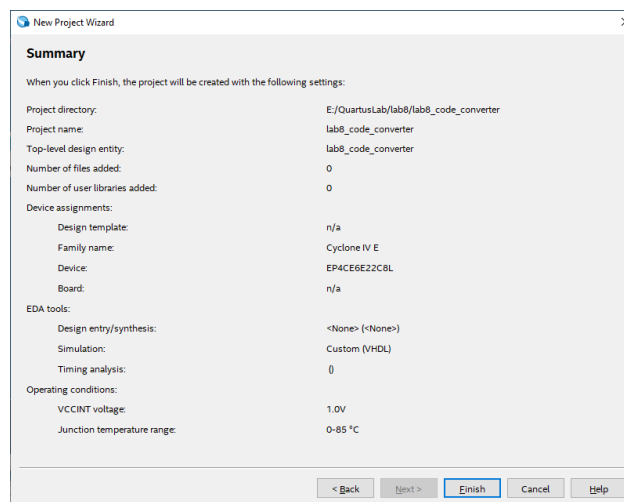 New Project Wizard
Summary
When you click Finish, the project will be created with the following settings:
Project directory: E:/QuartusLab/lab8/lab8_code_converter
Project name: lab8_code_converter
Top-level design entity: lab8_code_converter
Number of files added: 0
Number of user libraries added: 0
Device assignments:
Design template: n/a
Family name: Cyclone IV E
Device: EP4CE6E22C8L
Board: n/a
EDA tools:
Design entry/synthesis: <None> (<None>)
Simulation: Custom (VHDL)
Timing analysis: ()
Operating conditions:
VCCINT voltage: 1.0V
Junction temperature range: 0-85 °C
< Back Next > Finish Cancel Help